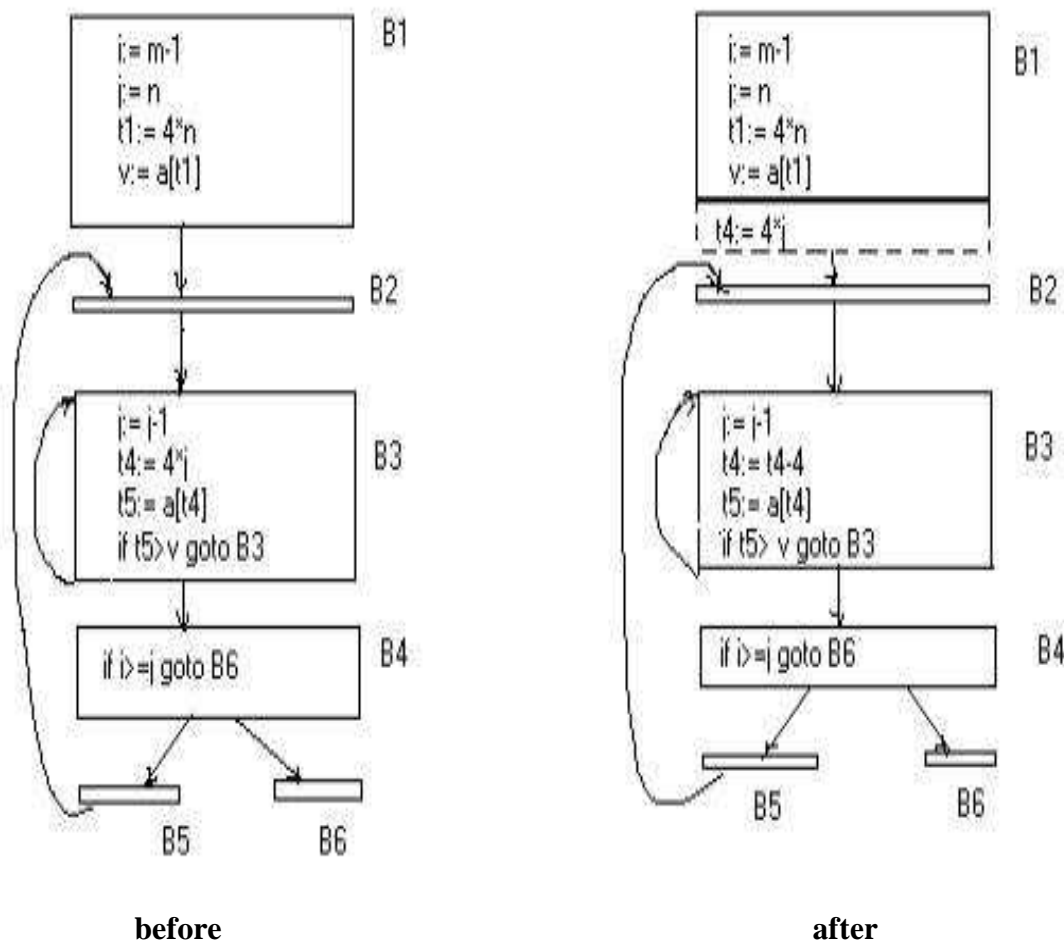 B1
i:= m-1
j:= n
t1:= 4*n
v:= a[t1]
B2
B3
j:= j-1
t4:= 4*j
t5:= a[t4]
if t5>v goto B3
B4
if i>=j goto B6
B5
B6
before
B1
i:= m-1
j:= n
t1:= 4*n
v:= a[t1]
t4:= 4*j
B2
B3
j:= j-1
t4:= t4-4
t5:= a[t4]
if t5> v goto B3
B4
if i>=j goto B6
B5
B6
after